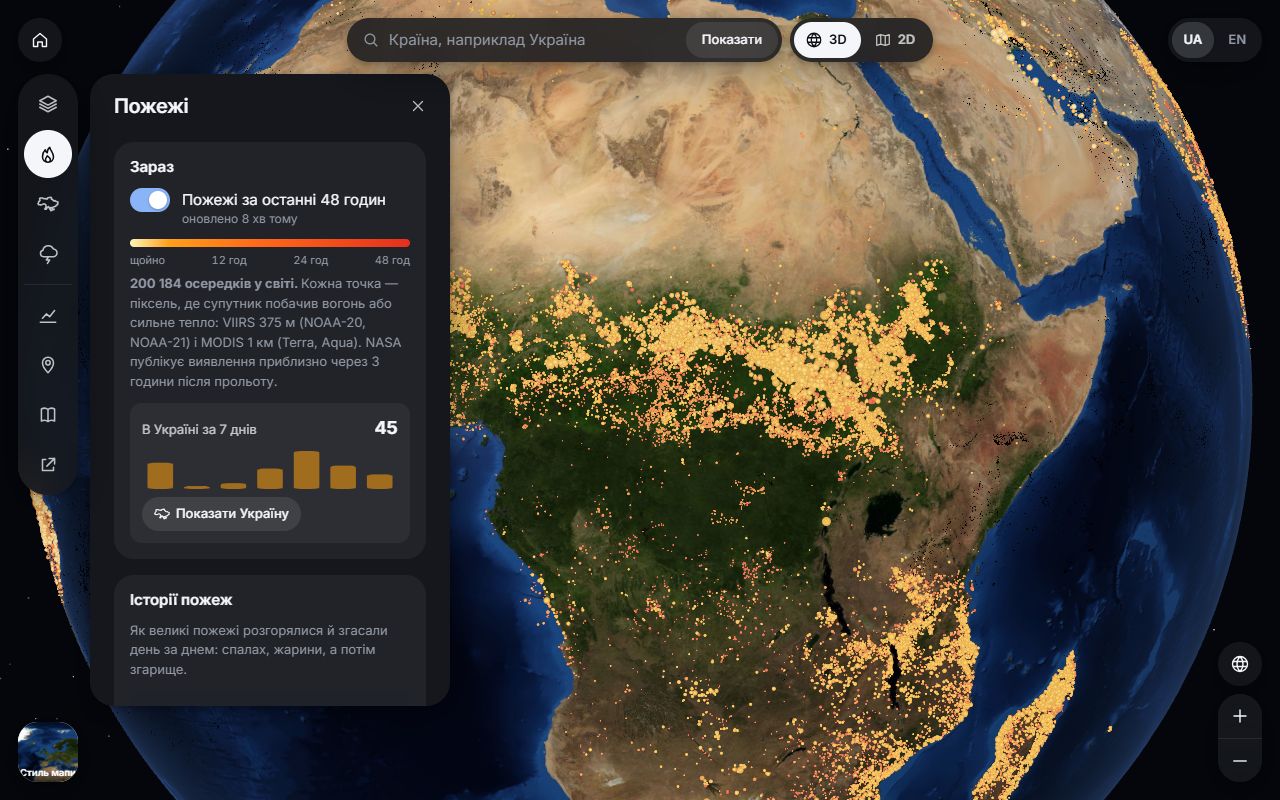 Країна, наприклад Україна
Показати
3D
2D
UA
EN
Пожежі
Зараз
Пожежі за останні 48 годин
оновлено 8 хв тому
щойно
12 год
24 год
48 год
200 184 осередків у світі. Кожна точка —
піксель, де супутник побачив вогонь або
сильне тепло: VIIRS 375 м (NOAA-20,
NOAA-21) і MODIS 1 км (Terra, Aqua). NASA
публікує виявлення приблизно через 3
години після прольоту.
В Україні за 7 днів
45
Показати Україну
Історії пожеж
Як великі пожежі розгорялися й згасали
день за днем: спалах, жарини, а потім
згарище.
Стиль мапи